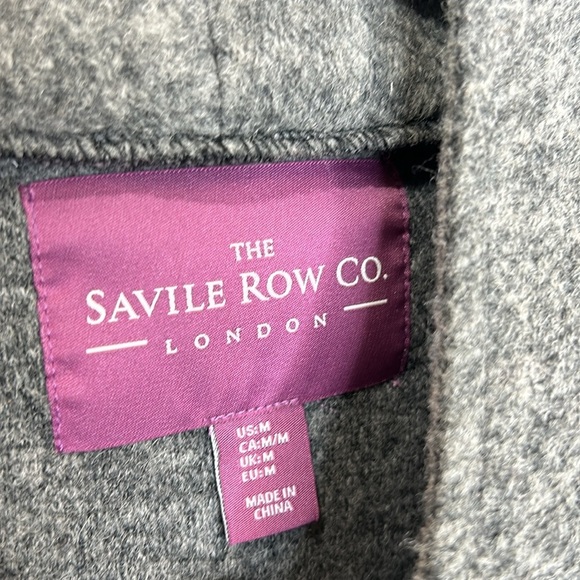 THE
SAVILE ROW CO.
LONDON
US:M
CA:M/M
UK:M
EU:M
MADE IN
CHINA